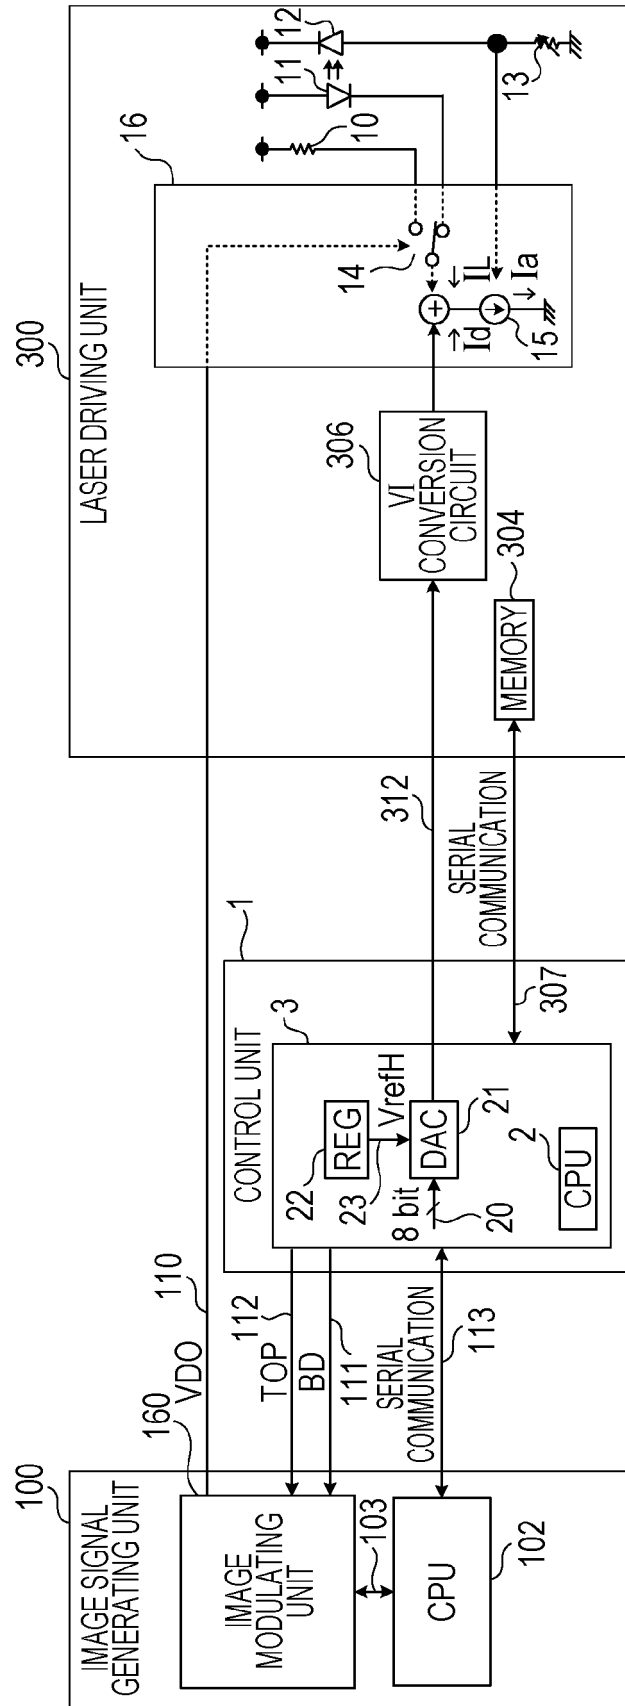 100
IMAGE SIGNAL
GENERATING UNIT
160
IMAGE
MODULATING
UNIT
103
CPU
102
VDO
110
TOP
112
BD
111
SERIAL
COMMUNICATION
113
CONTROL UNIT
1
3
22
REG
23
VrefH
8 bit
20
DAC
21
2
CPU
312
SERIAL
COMMUNICATION
307
300
LASER DRIVING UNIT
306
VI
CONVERSION
CIRCUIT
304
MEMORY
16
14
Id
IL
Ia
15
10
11
12
13